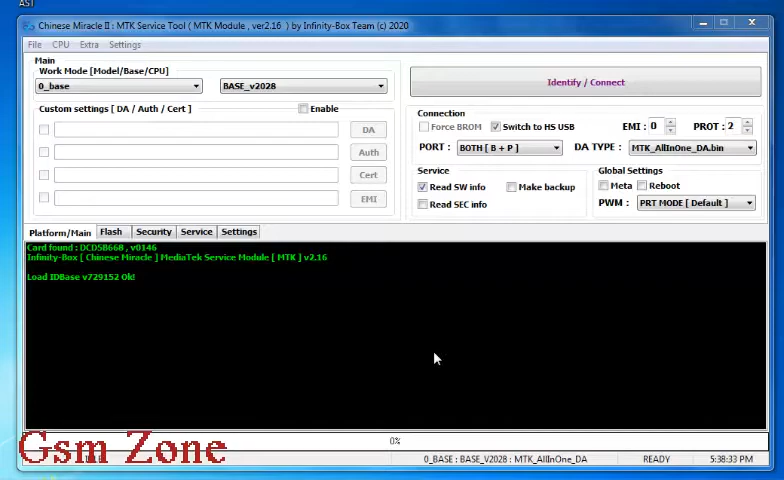 AST
Chinese Miracle II : MTK Service Tool ( MTK Module , ver2.16 ) by Infinity-Box Team (c) 2020
File CPU Extra Settings
Main
Work Mode [Model/Base/CPU]
0_base BASE_v2028
Identify / Connect
Custom settings [ DA / Auth / Cert ] Enable
DA
Auth
Cert
EMI
Connection
Force BROM Switch to HS USB EMI : 0 PROT : 2
PORT : BOTH [ B + P ] DA TYPE : MTK_AllInOne_DA.bin
Service
Read SW info Make backup
Read SEC info
Global Settings
Meta Reboot
PWM : PRT MODE [ Default ]
Platform/Main Flash Security Service Settings
Card found : DCD5B668 , v0146
Infinity-Box [ Chinese Miracle ] MediaTek Service Module [ MTK ] v2.16
Load IDBase v729152 Ok!
0%
Gsm Zone
0_BASE : BASE_V2028 : MTK_AllInOne_DA READY 5:38:33 PM